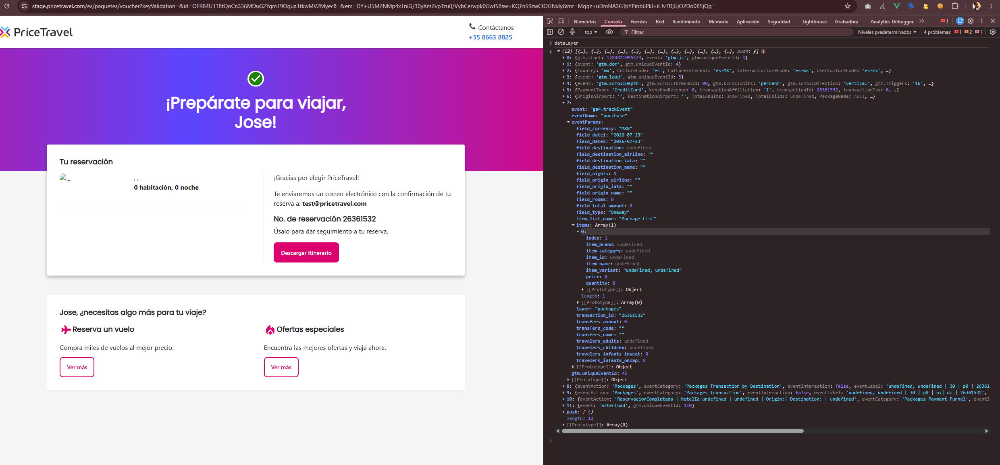 stage.pricetravel.com/es/paquetes/voucher?keyValidation=&id=OFR84U1T8tQoCn336MDwS2Ygm19Ogua1tkwMV2Myec8=&em=DY+USMZNMp4x1niG/30yXmZvpTzu0/VybCerwpk0Gwf5Bsw+KQFnS9zwCtOGNxly&mr=Mgqz+uDmNA3GTpYPinb6Pkl+iLJv7RjGjO2Do0BSjQg=
PriceTravel
Contáctanos
+55 8663 8825
¡Prepárate para viajar,
Jose!
Tu reservación
...
, ,
0 habitación, 0 noche
¡Gracias por elegir PriceTravel!
Te enviaremos un correo electrónico con la confirmación de tu
reserva a: test@pricetravel.com
No. de reservación 26361532
Úsalo para dar seguimiento a tu reserva.
Descargar Itinerario
Jose, ¿necesitas algo más para tu viaje?
Reserva un vuelo
Compra miles de vuelos al mejor precio.
Ver más
Ofertas especiales
Encuentra las mejores ofertas y viaja ahora.
Ver más
Elementos Consola Fuentes Red Rendimiento Memoria Aplicación Seguridad Lighthouse Grabadora Analytics Debugger 1
top Filtrar Niveles predeterminados 4 problemas: 1 2 1
dataLayer
(12) [{…}, {…}, {…}, {…}, {…}, {…}, {…}, {…}, {…}, {…}, {…}, {…}, push: ƒ]
0: {gtm.start: 1784821095573, event: 'gtm.js', gtm.uniqueEventId: 3}
1: {event: 'gtm.dom', gtm.uniqueEventId: 4}
2: {Country: 'mx', CultureCode: 'es', CultureExternal: 'es-MX', InternalCultureCode: 'es-mx', UserCultureCode: 'es-mx', …}
3: {event: 'gtm.load', gtm.uniqueEventId: 5}
4: {event: 'gtm.scrollDepth', gtm.scrollThreshold: 90, gtm.scrollUnits: 'percent', gtm.scrollDirection: 'vertical', gtm.triggers: '16', …}
5: {PaymentType: 'CreditCard', kenshooRevenue: 0, transactionAffiliation: '1', transactionId: 26361532, transactionTax: 0, …}
6: {OriginAirport: '', DestinationAirport: '', TotalAdults: undefined, TotalChilds: undefined, PackageName: null, …}
7:
event: "ga4.trackEvent"
eventName: "purchase"
eventParams:
field_currency: "MXN"
field_date1: "2026-07-23"
field_date2: "2026-07-23"
field_destination: undefined
field_destination_airline: ""
field_destination_iata: ""
field_destination_name: ""
field_nights: 0
field_origin_airline: ""
field_origin_iata: ""
field_origin_name: ""
field_rooms: 0
field_total_amount: 0
field_type: "Oneway"
item_list_name: "Package List"
items: Array(1)
0:
index: 1
item_brand: undefined
item_category: undefined
item_id: undefined
item_name: undefined
item_variant: "undefined, undefined"
price: 0
quantity: 0
[[Prototype]]: Object
length: 1
[[Prototype]]: Array(0)
layer: "packages"
transaction_id: "26361532"
transfers_amount: 0
transfers_code: ""
transfers_name: ""
travelers_adults: undefined
travelers_children: undefined
travelers_infants_inseat: 0
travelers_infants_onlap: 0
[[Prototype]]: Object
gtm.uniqueEventId: 45
[[Prototype]]: Object
8: {eventAction: 'Packages', eventCategory: 'Packages Transaction by Destination', eventInteraction: false, eventLabel: 'undefined, undefined | 30 | p0 | 26361
9: {eventAction: 'Packages', eventCategory: 'Packages Transaction', eventInteraction: false, eventLabel: 'undefined, undefined | 30 | p0 | o:| d: | 26361532',
10: {eventAction: 'ReservacionCompletada | hotelId:undefined | undefined | Origin:| Destination: | undefined', eventCategory: 'Packages Payment Funnel', eventI
11: {event: 'afterLoad', gtm.uniqueEventId: 110}
push: ƒ ()
length: 12
[[Prototype]]: Array(0)